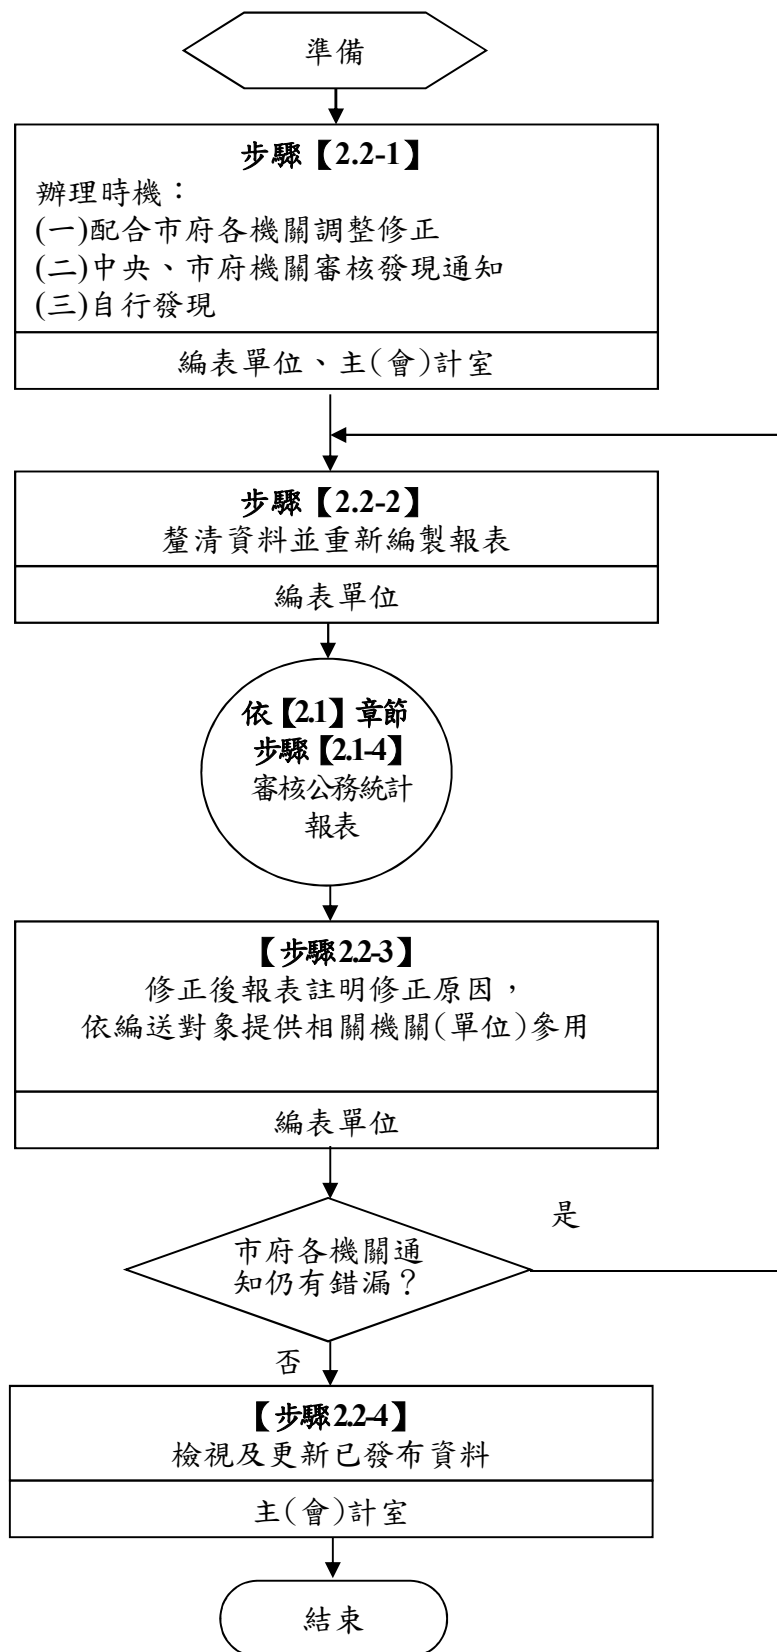 準備
步驟【2.2-1】
辦理時機：
(一)配合市府各機關調整修正
(二)中央、市府機關審核發現通知
(三)自行發現
編表單位、主(會)計室
步驟【2.2-2】
釐清資料並重新編製報表
編表單位
依【2.1】章節
步驟【2.1-4】
審核公務統計
報表
【步驟2.2-3】
修正後報表註明修正原因，
依編送對象提供相關機關(單位)參用
編表單位
是
市府各機關通
知仍有錯漏？
否
【步驟2.2-4】
檢視及更新已發布資料
主(會)計室
結束